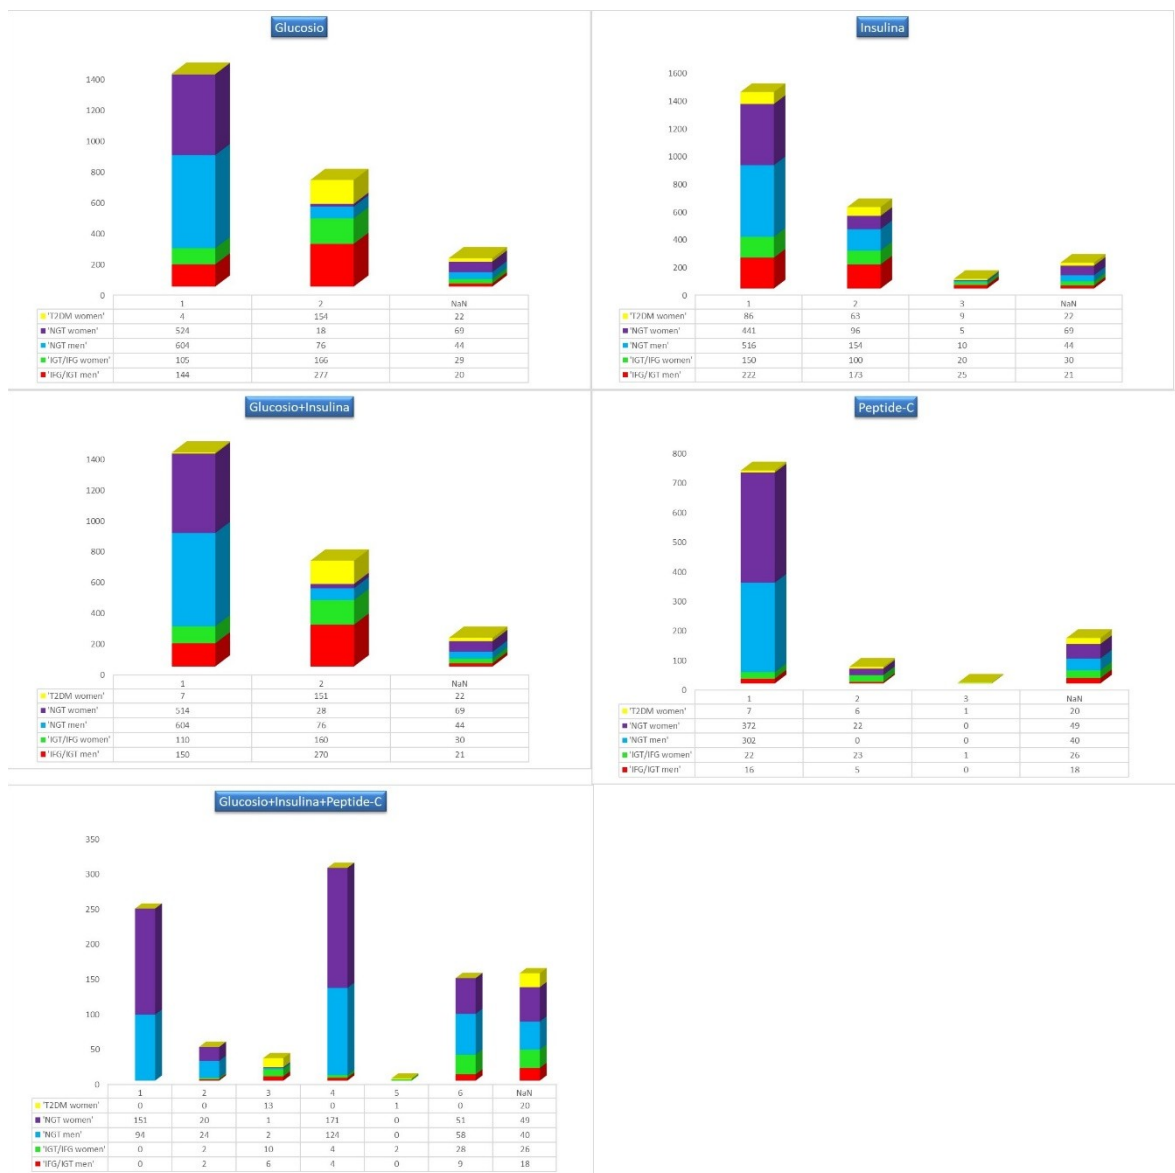 Glucosio
1400
1200
1000
800
600
400
200
0
1 2 NaN
'T2DM women' 4 154 22
'NGT women' 524 18 69
'NGT men' 604 76 44
'IGT/IFG women' 105 166 29
'IFG/IGT men' 144 277 20
Insulina
1600
1400
1200
1000
800
600
400
200
0
1 2 3 NaN
'T2DM women' 86 63 9 22
'NGT women' 441 96 5 69
'NGT men' 516 154 10 44
'IGT/IFG women' 150 100 20 30
'IFG/IGT men' 222 173 25 21
Glucosio+Insulina
1400
1200
1000
800
600
400
200
0
1 2 NaN
'T2DM women' 7 151 22
'NGT women' 514 28 69
'NGT men' 604 76 44
'IGT/IFG women' 110 160 30
'IFG/IGT men' 150 270 21
Peptide-C
800
700
600
500
400
300
200
100
0
1 2 3 NaN
'T2DM women' 7 6 1 20
'NGT women' 372 22 0 49
'NGT men' 302 0 0 40
'IGT/IFG women' 22 23 1 26
'IFG/IGT men' 16 5 0 18
Glucosio+Insulina+Peptide-C
350
300
250
200
150
100
50
0
1 2 3 4 5 6 NaN
'T2DM women' 0 0 13 0 1 0 20
'NGT women' 151 20 1 171 0 51 49
'NGT men' 94 24 2 124 0 58 40
'IGT/IFG women' 0 2 10 4 2 28 26
'IFG/IGT men' 0 2 6 4 0 9 18